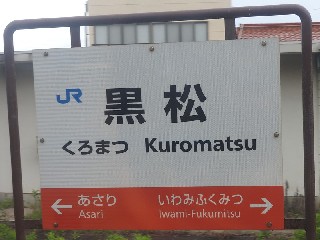 JR 黒松
くろまつ Kuromatsu
← あさり いわみふくみつ →
Asari Iwami-Fukumitsu